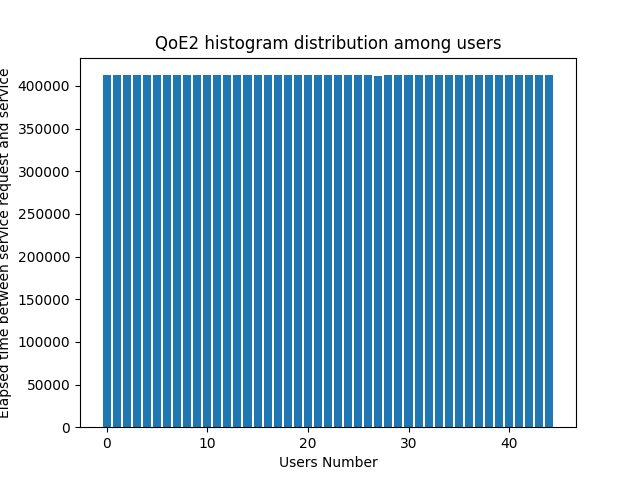 QoE2 histogram distribution among users
Elapsed time between service request and service
400000
350000
300000
250000
200000
150000
100000
50000
0
0 10 20 30 40
Users Number